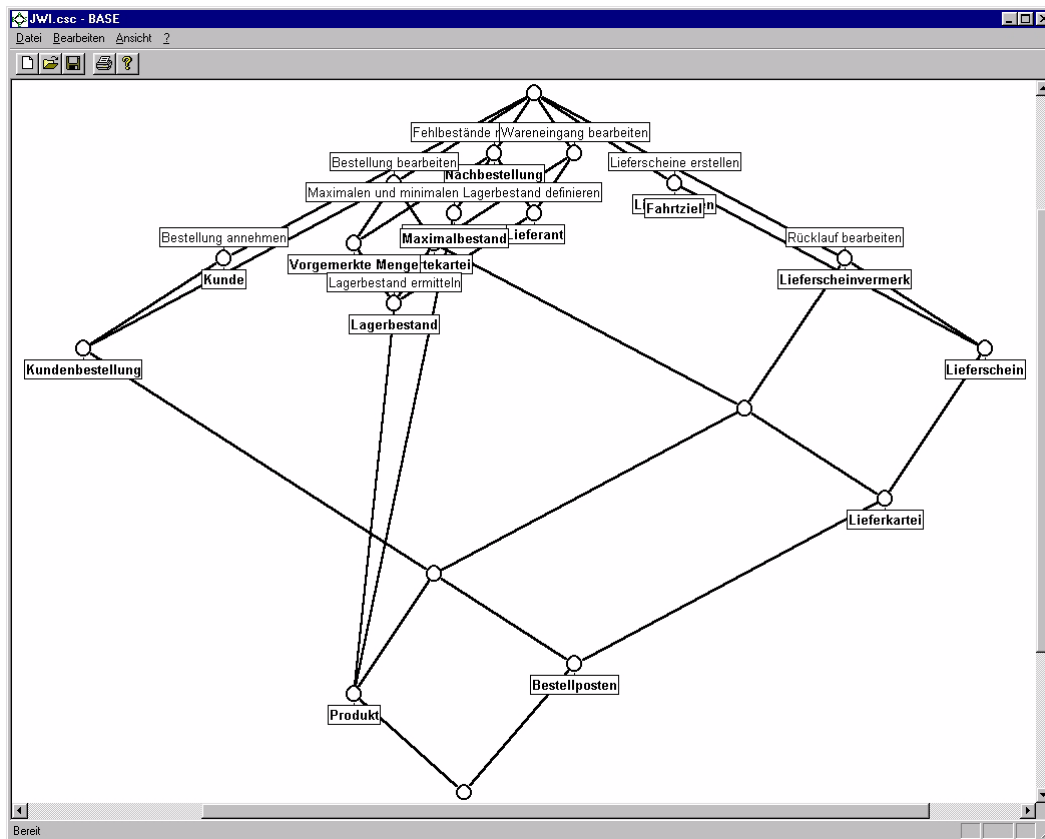 JWI.csc - BASE
Datei Bearbeiten Ansicht ?
Fehlbestände
Wareneingang bearbeiten
Bestellung bearbeiten
Lieferscheine erstellen
Nachbestellung
Maximalen und minimalen Lagerbestand definieren
Fahrtziel
Bestellung annehmen
Maximalbestand
Lieferant
Rücklauf bearbeiten
Vorgemerkte Menge
Kunde
Lagerbestand ermitteln
Lieferscheinvermerk
Lagerbestand
Kundenbestellung
Lieferschein
Lieferkartei
Bestellposten
Produkt
Bereit